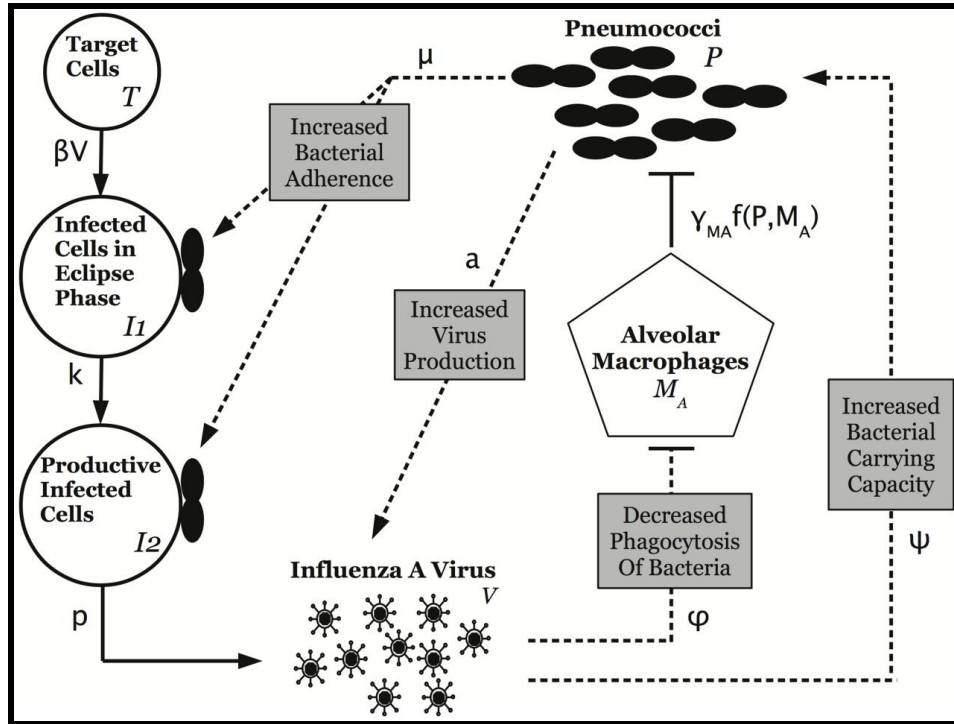 Target
Cells
T
βV
Infected
Cells in
Eclipse
Phase
I1
k
Productive
Infected
Cells
I2
p
μ
Increased
Bacterial
Adherence
Pneumococci
P
a
Increased
Virus
Production
γMAf(P,MA)
Alveolar
Macrophages
MA
Increased
Bacterial
Carrying
Capacity
ψ
Decreased
Phagocytosis
Of Bacteria
φ
Influenza A Virus
V